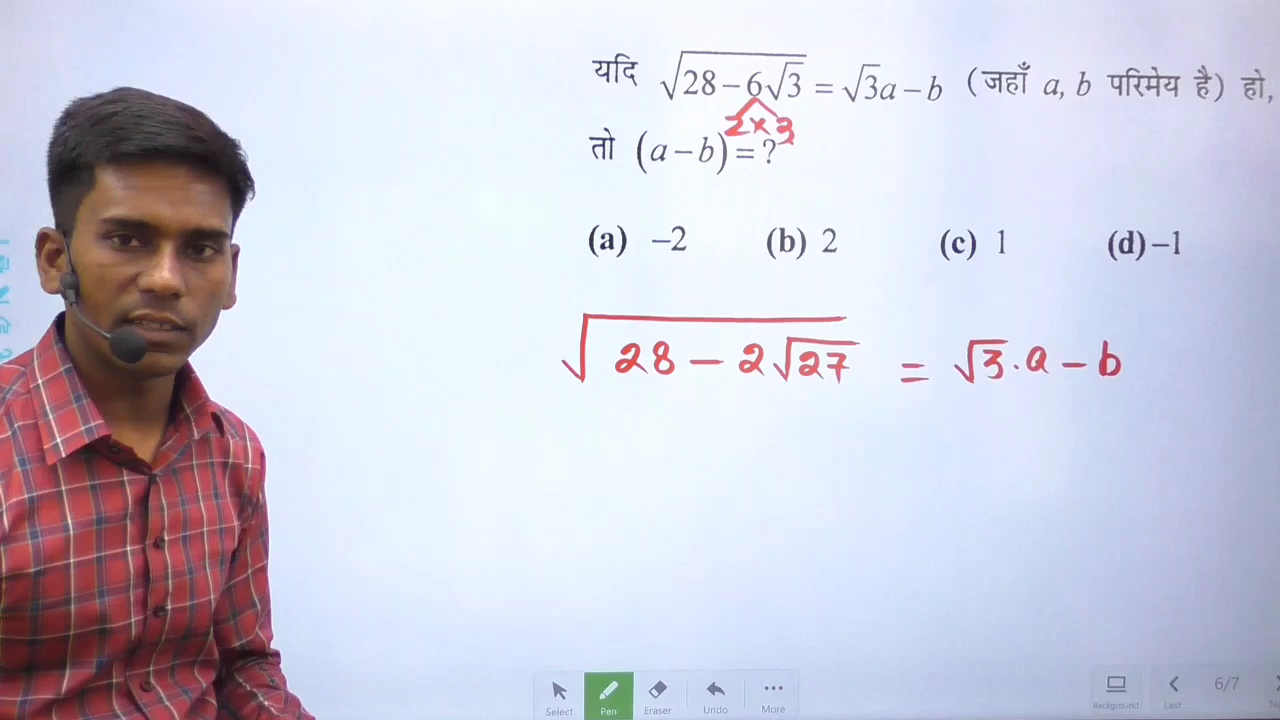 यदि √28 − 6√3 = √3a − b (जहाँ a, b परिमेय है) हो,
2×3
तो (a − b) = ?
(a) −2 (b) 2 (c) 1 (d) −1
√28 − 2√27 = √3·a − b
Select Pen Eraser Undo More
Background Last 6/7